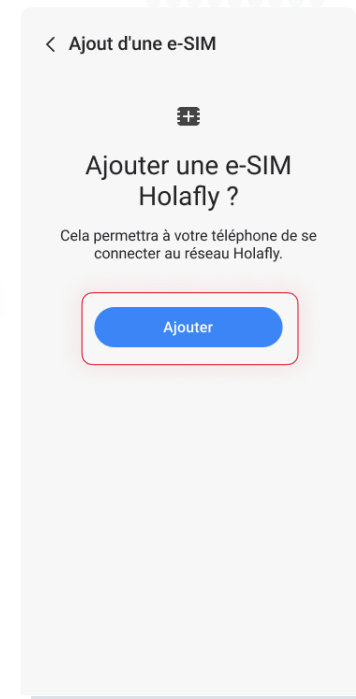 Ajout d'une e-SIM
Ajouter une e-SIM
Holafly ?
Cela permettra à votre téléphone de se
connecter au réseau Holafly.
Ajouter